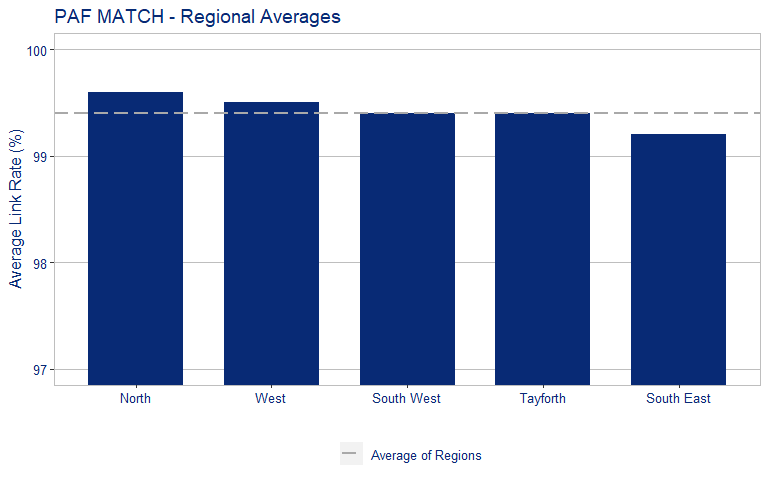 PAF MATCH - Regional Averages
Average Link Rate (%)
100
99
98
97
North West South West Tayforth South East
Average of Regions